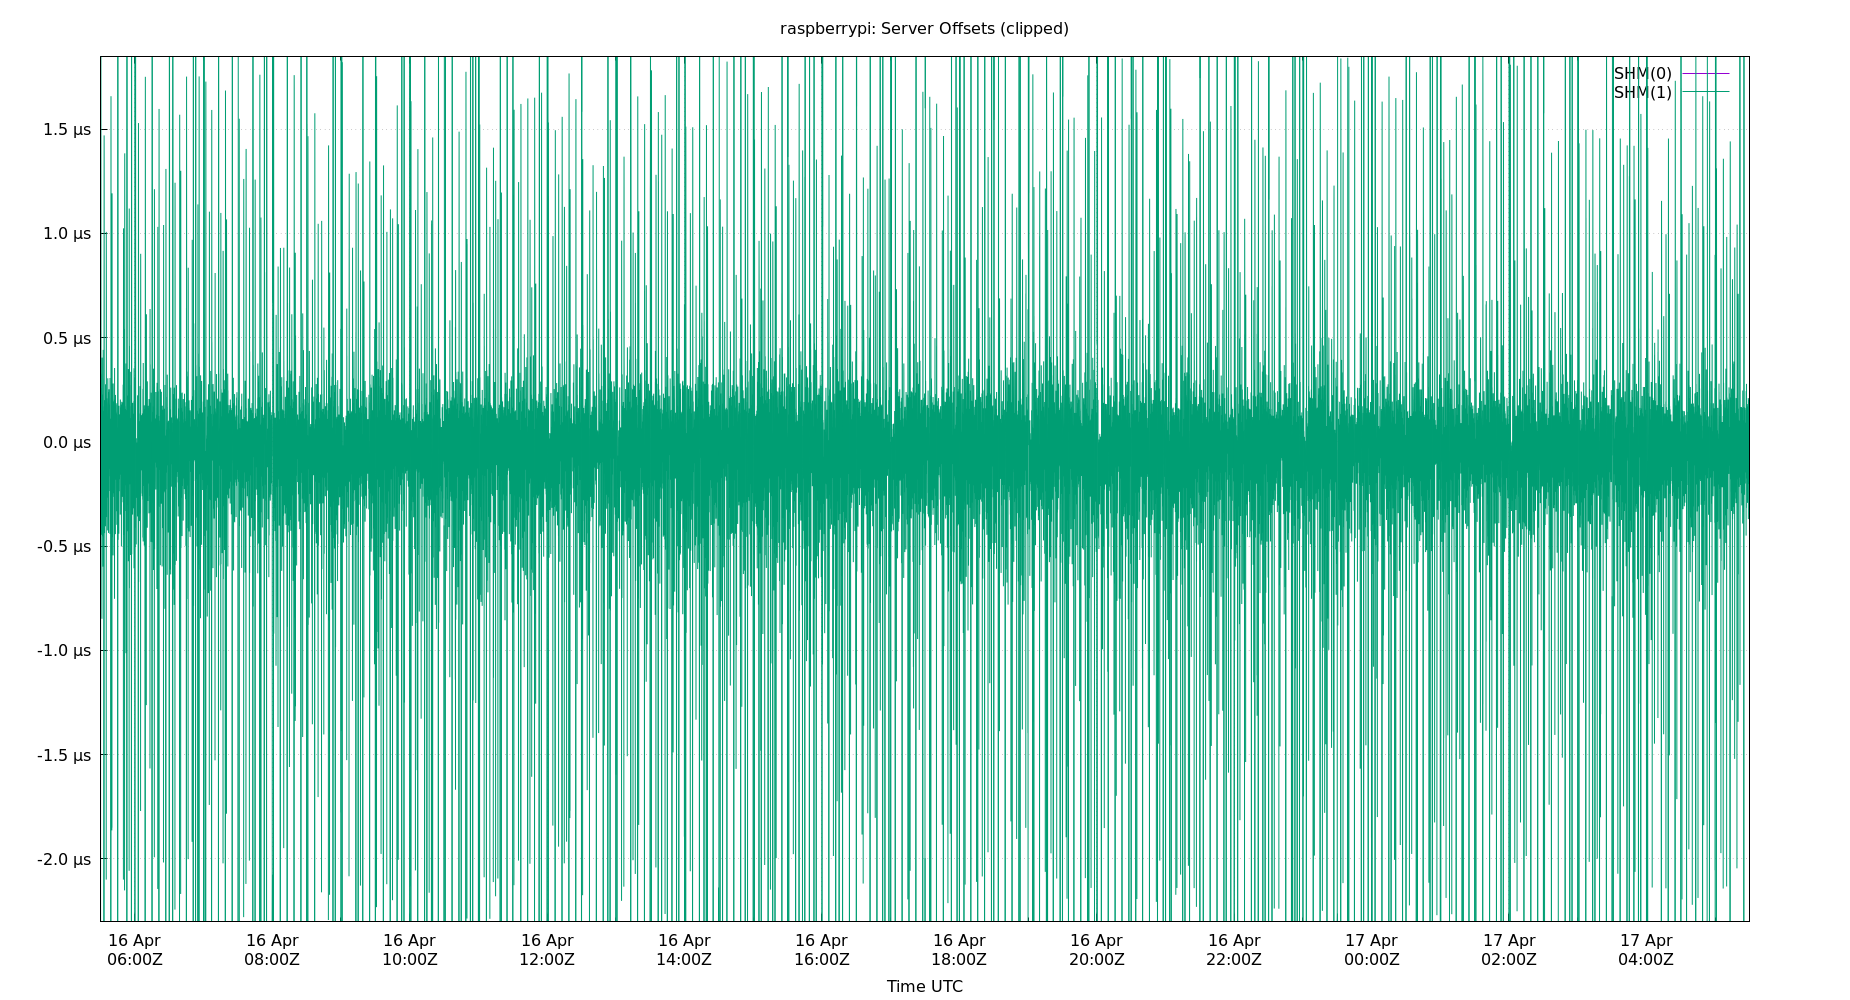 raspberrypi: Server Offsets (clipped)
SHM(0)
SHM(1)
1.5 µs
1.0 µs
0.5 µs
0.0 µs
-0.5 µs
-1.0 µs
-1.5 µs
-2.0 µs
16 Apr 16 Apr 16 Apr 16 Apr 16 Apr 16 Apr 16 Apr 16 Apr 16 Apr 17 Apr 17 Apr 17 Apr
06:00Z 08:00Z 10:00Z 12:00Z 14:00Z 16:00Z 18:00Z 20:00Z 22:00Z 00:00Z 02:00Z 04:00Z
Time UTC